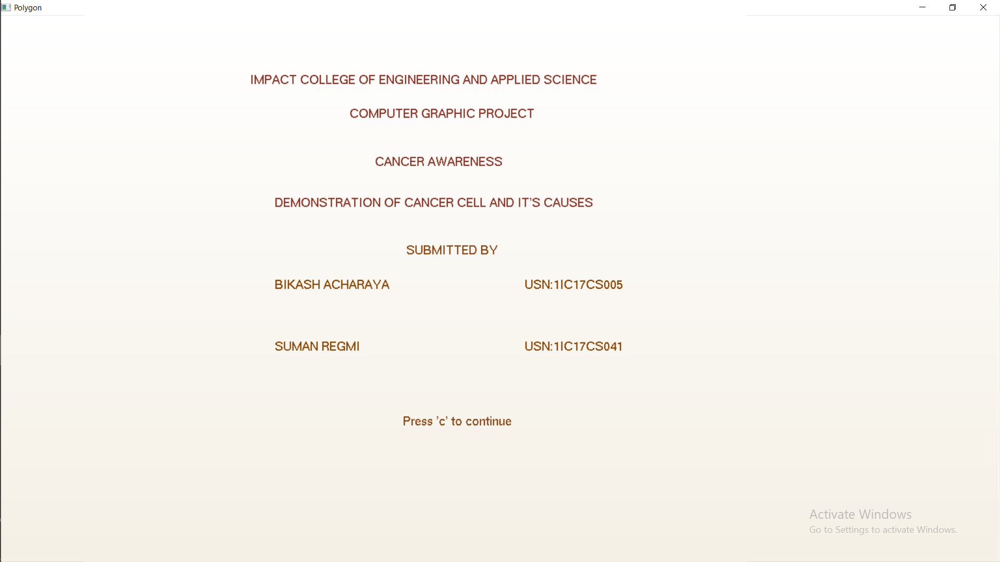 Polygon
IMPACT COLLEGE OF ENGINEERING AND APPLIED SCIENCE
COMPUTER GRAPHIC PROJECT
CANCER AWARENESS
DEMONSTRATION OF CANCER CELL AND IT'S CAUSES
SUBMITTED BY
BIKASH ACHARAYA USN:1IC17CS005
SUMAN REGMI USN:1IC17CS041
Press 'c' to continue
Activate Windows
Go to Settings to activate Windows.